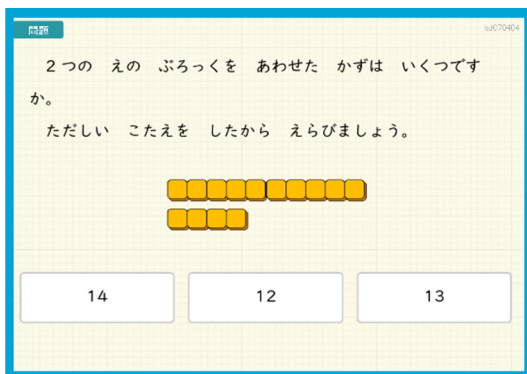 問題
bd070404
2つの えの ぶろっくを あわせた かずは いくつです
か。
ただしい こたえを したから えらびましょう。
14 12 13